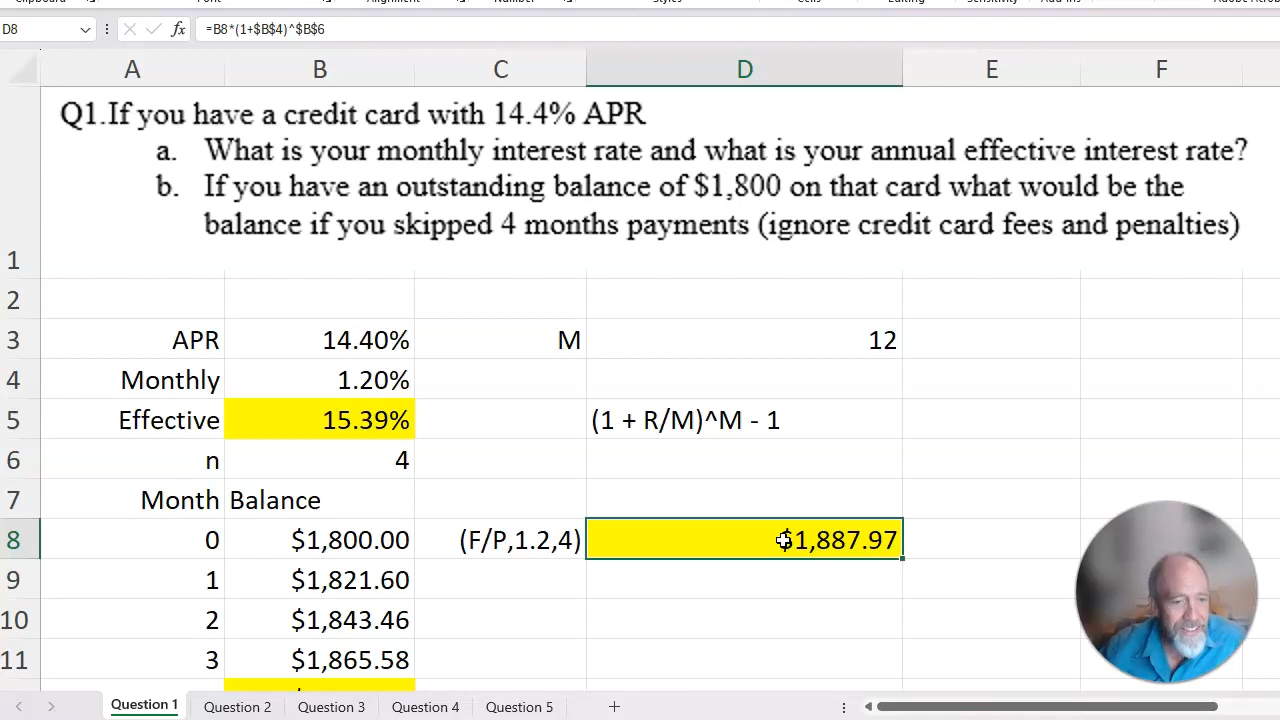 D8 fx =B8*(1+$B$4)^$B$6
A B C D E F
Q1.If you have a credit card with 14.4% APR
a. What is your monthly interest rate and what is your annual effective interest rate?
b. If you have an outstanding balance of $1,800 on that card what would be the
balance if you skipped 4 months payments (ignore credit card fees and penalties)
1
2
3 APR 14.40% M 12
4 Monthly 1.20%
5 Effective 15.39% (1 + R/M)^M - 1
6 n 4
7 Month Balance
8 0 $1,800.00 (F/P,1.2,4) $1,887.97
9 1 $1,821.60
10 2 $1,843.46
11 3 $1,865.58
Question 1 Question 2 Question 3 Question 4 Question 5